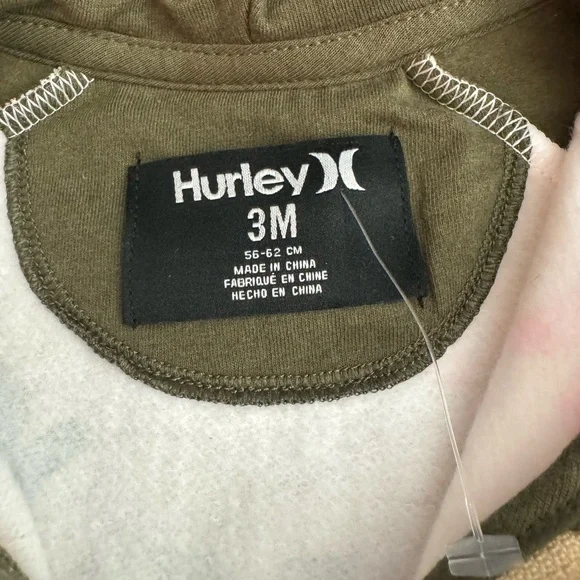 Hurley
3M
56-62 CM
MADE IN CHINA
FABRIQUÉ EN CHINE
HECHO EN CHINA